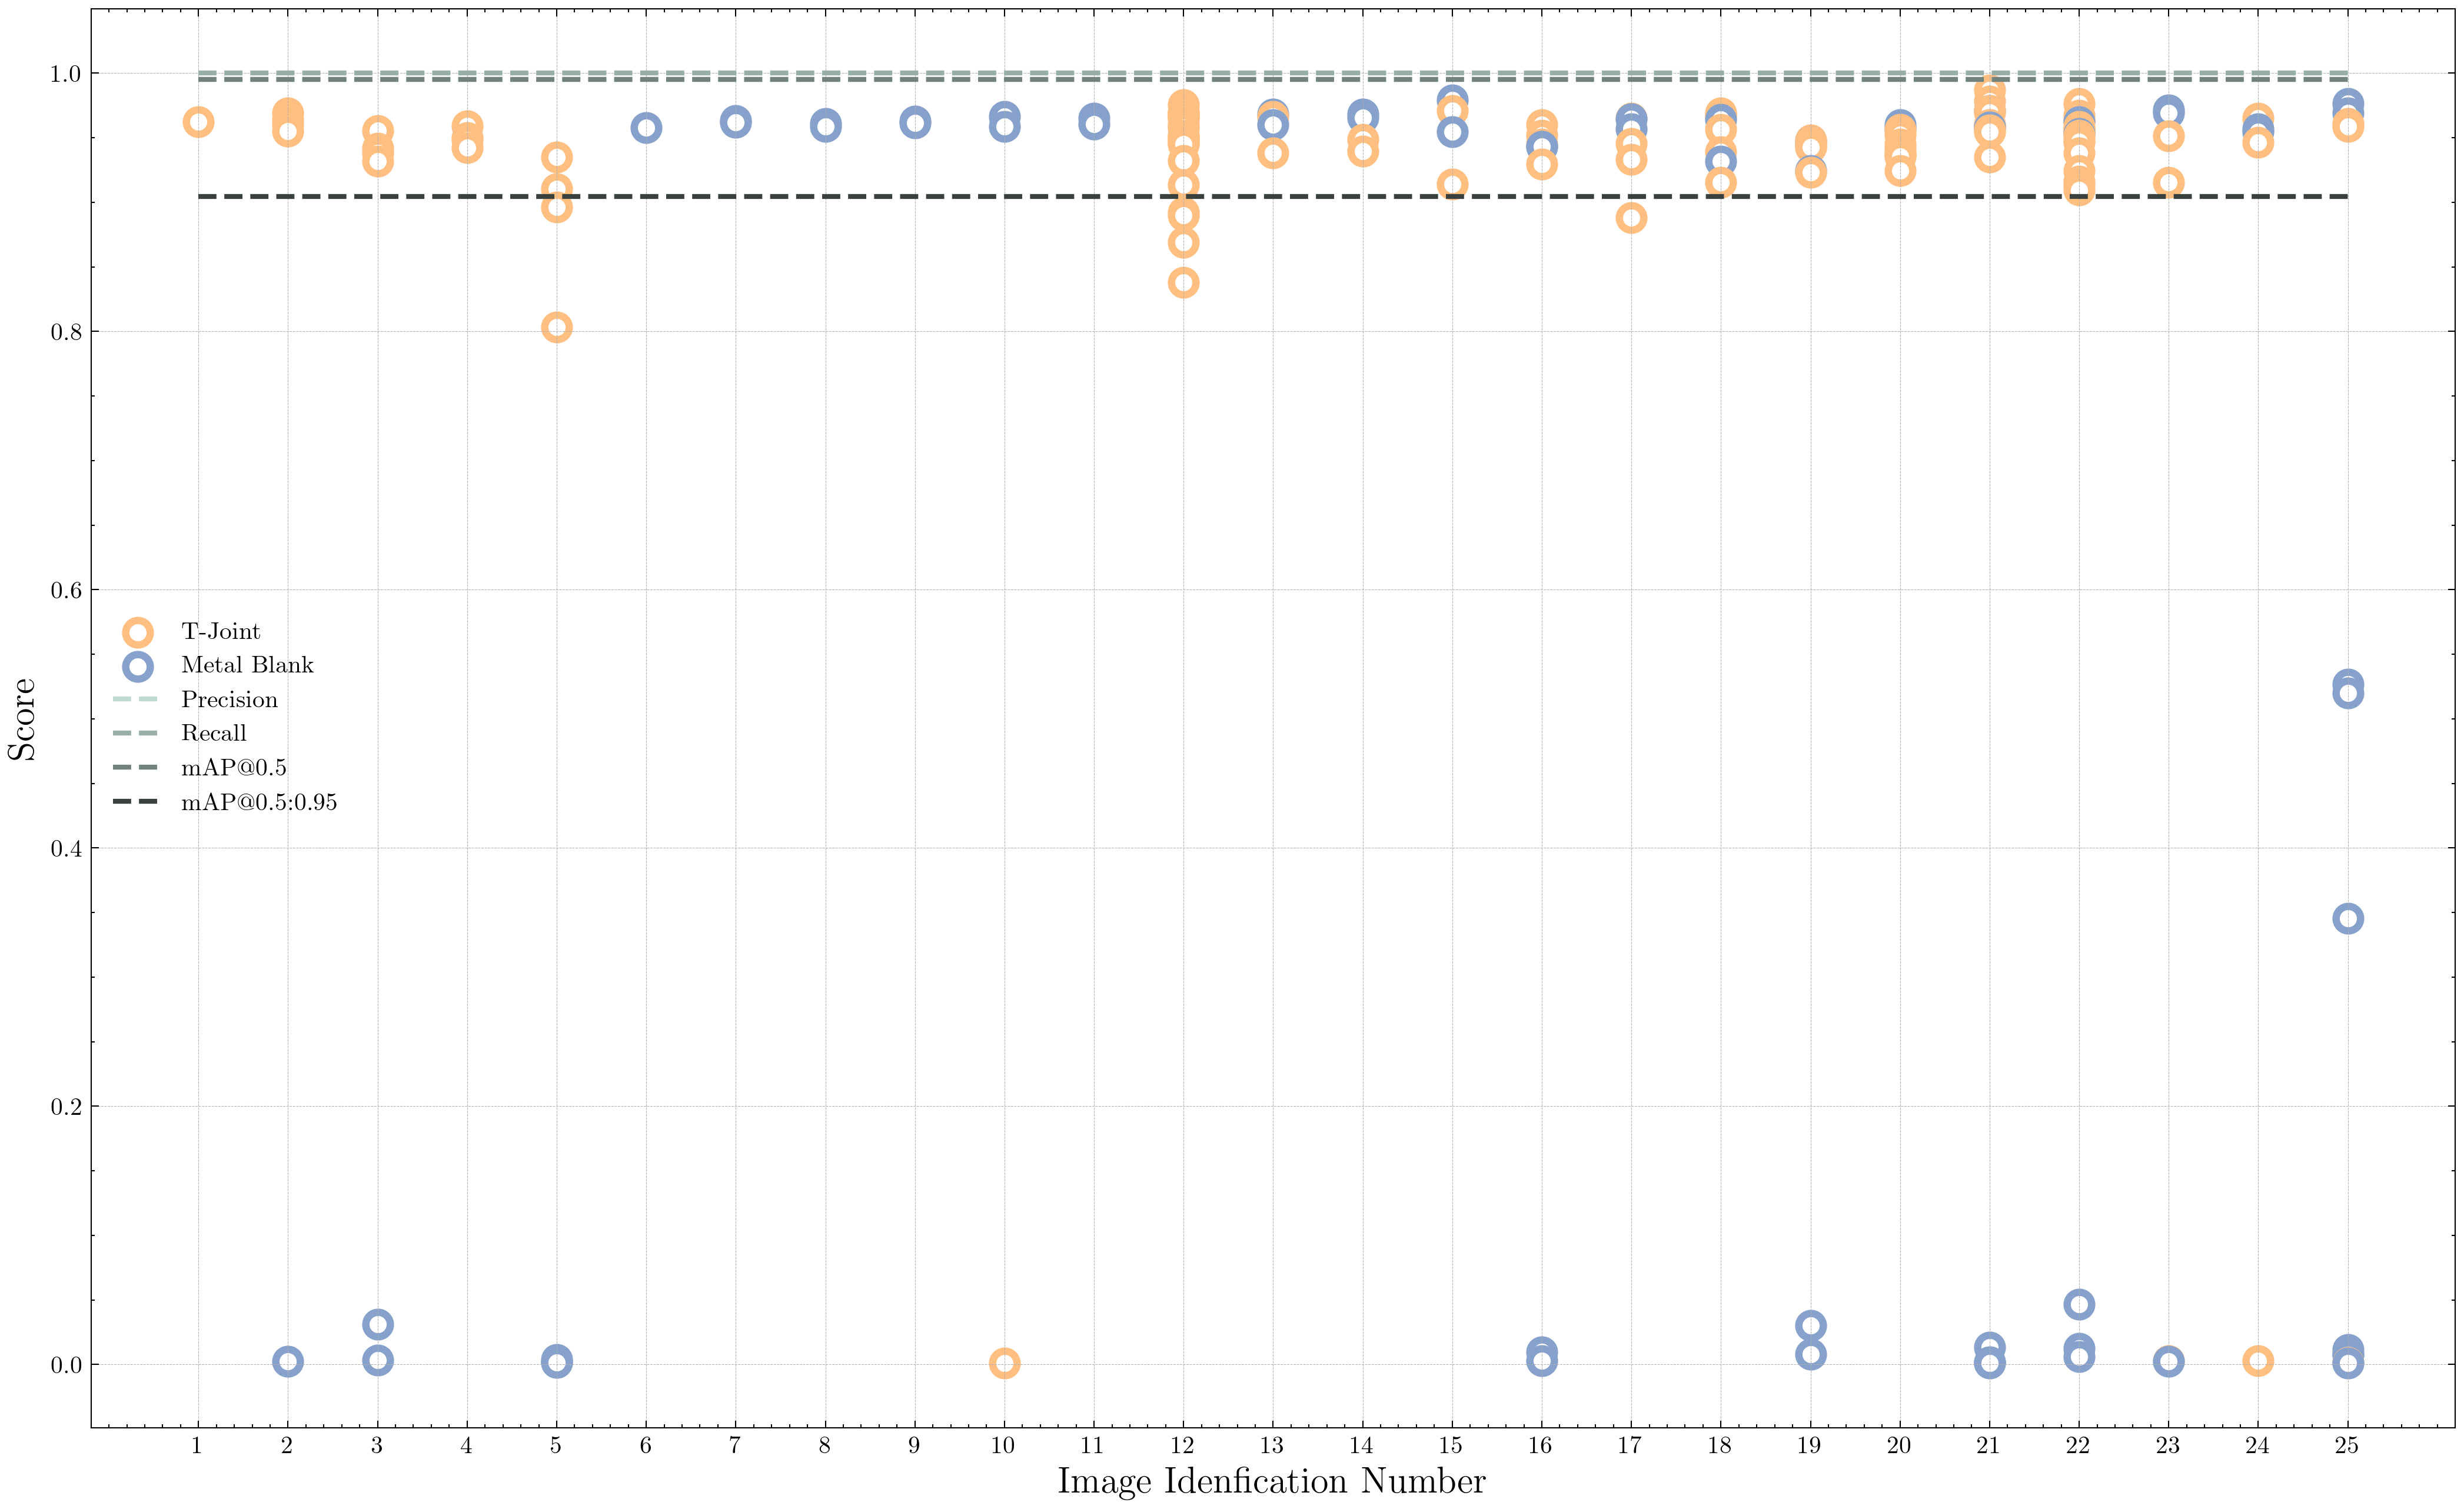 1.0
0.8
0.6
0.4
0.2
0.0
Score
T-Joint
Metal Blank
Precision
Recall
mAP@0.5
mAP@0.5:0.95
1 2 3 4 5 6 7 8 9 10 11 12 13 14 15 16 17 18 19 20 21 22 23 24 25
Image Idenfication Number